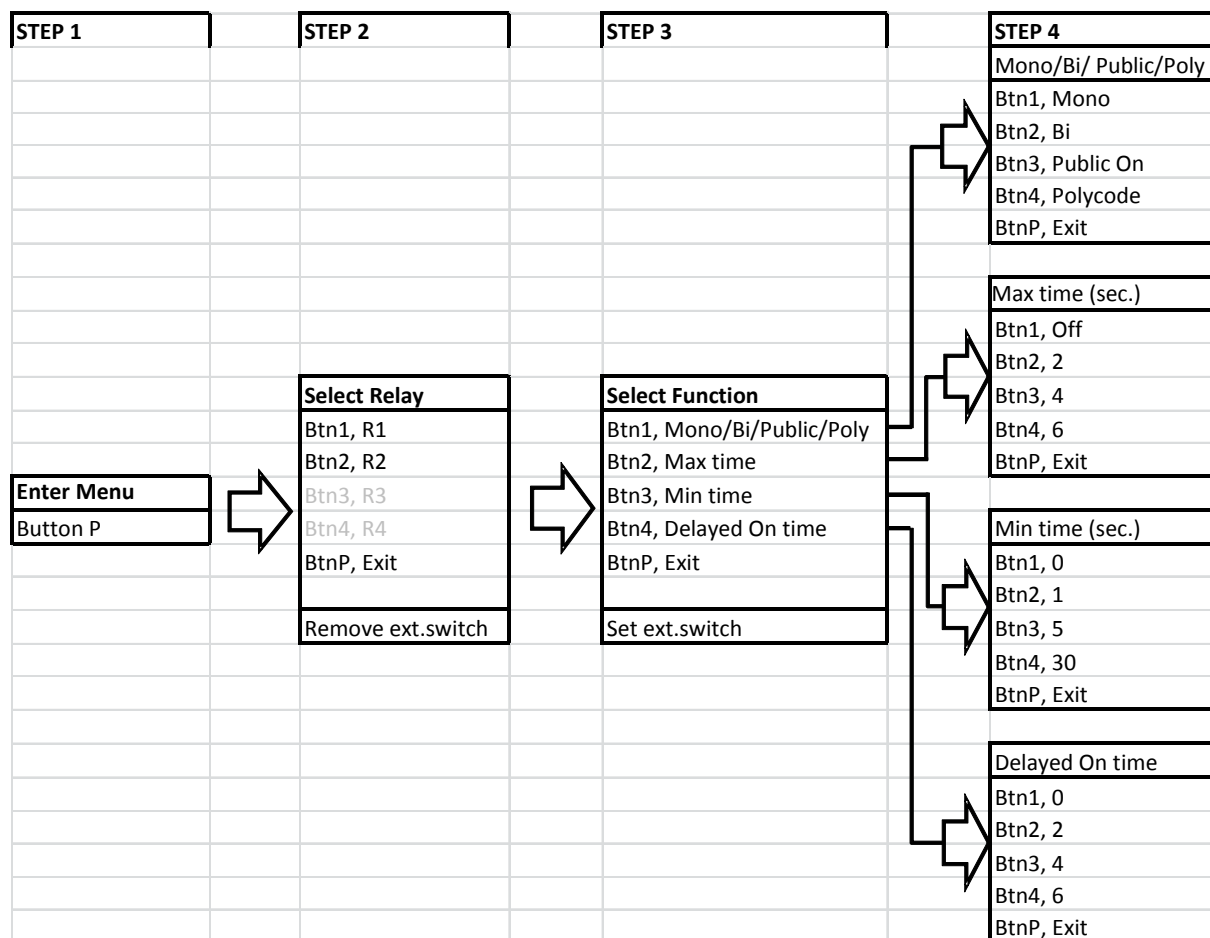 STEP 1
STEP 2
STEP 3
STEP 4
Enter Menu
Button P
Select Relay
Btn1, R1
Btn2, R2
Btn3, R3
Btn4, R4
BtnP, Exit
Remove ext.switch
Select Function
Btn1, Mono/Bi/Public/Poly
Btn2, Max time
Btn3, Min time
Btn4, Delayed On time
BtnP, Exit
Set ext.switch
Mono/Bi/ Public/Poly
Btn1, Mono
Btn2, Bi
Btn3, Public On
Btn4, Polycode
BtnP, Exit
Max time (sec.)
Btn1, Off
Btn2, 2
Btn3, 4
Btn4, 6
BtnP, Exit
Min time (sec.)
Btn1, 0
Btn2, 1
Btn3, 5
Btn4, 30
BtnP, Exit
Delayed On time
Btn1, 0
Btn2, 2
Btn3, 4
Btn4, 6
BtnP, Exit